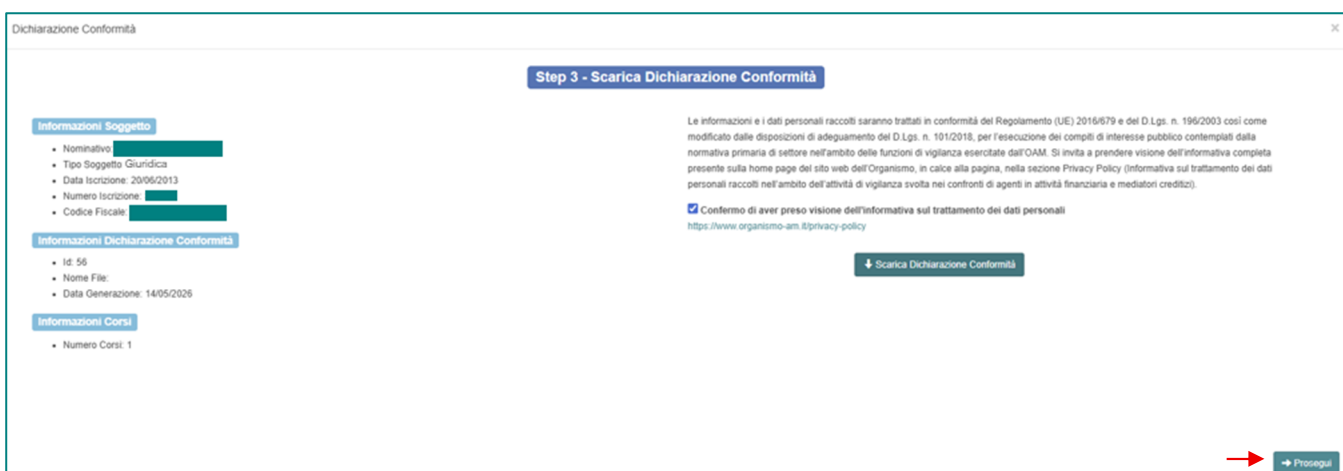 Dichiarazione Conformità
×
Step 3 - Scarica Dichiarazione Conformità
Informazioni Soggetto
• Nominativo:
• Tipo Soggetto Giuridica
• Data Iscrizione: 20/06/2013
• Numero Iscrizione:
• Codice Fiscale:
Informazioni Dichiarazione Conformità
• Id: 56
• Nome File:
• Data Generazione: 14/05/2026
Informazioni Corsi
• Numero Corsi: 1
Le informazioni e i dati personali raccolti saranno trattati in conformità del Regolamento (UE) 2016/679 e del D.Lgs. n. 196/2003 così come
modificato dalle disposizioni di adeguamento del D.Lgs. n. 101/2018, per l'esecuzione dei compiti di interesse pubblico contemplati dalla
normativa primaria di settore nell'ambito delle funzioni di vigilanza esercitate dall'OAM. Si invita a prendere visione dell'informativa completa
presente sulla home page del sito web dell'Organismo, in calce alla pagina, nella sezione Privacy Policy (Informativa sul trattamento dei dati
personali raccolti nell'ambito dell'attività di vigilanza svolta nei confronti di agenti in attività finanziaria e mediatori creditizi).
Confermo di aver preso visione dell'informativa sul trattamento dei dati personali
https://www.organismo-am.it/privacy-policy
Scarica Dichiarazione Conformità
Prosegui